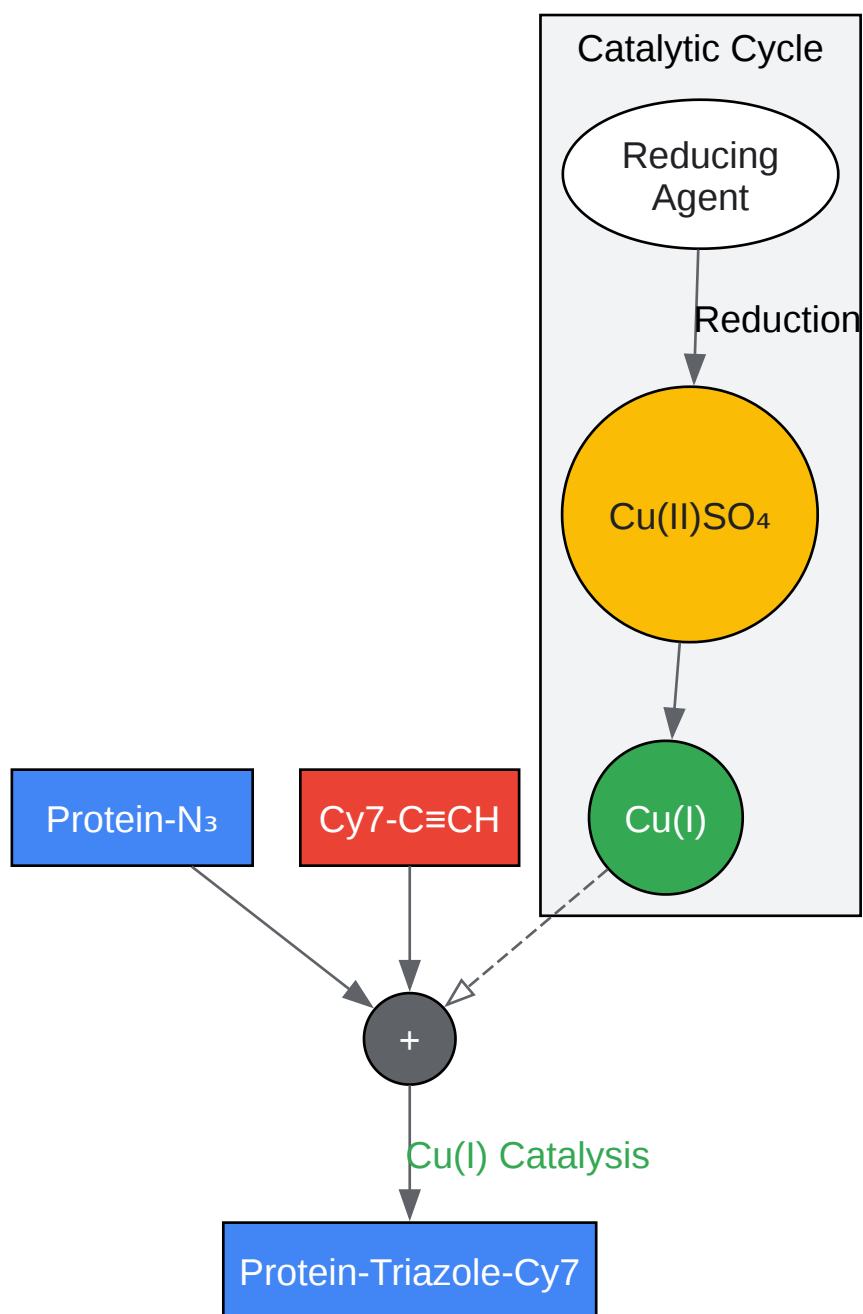 Catalytic Cycle
Reducing
Agent
Reduction
Cu(II)SO₄
Protein-N₃
Cy7-C≡CH
Cu(I)
+
Cu(I) Catalysis
Protein-Triazole-Cy7